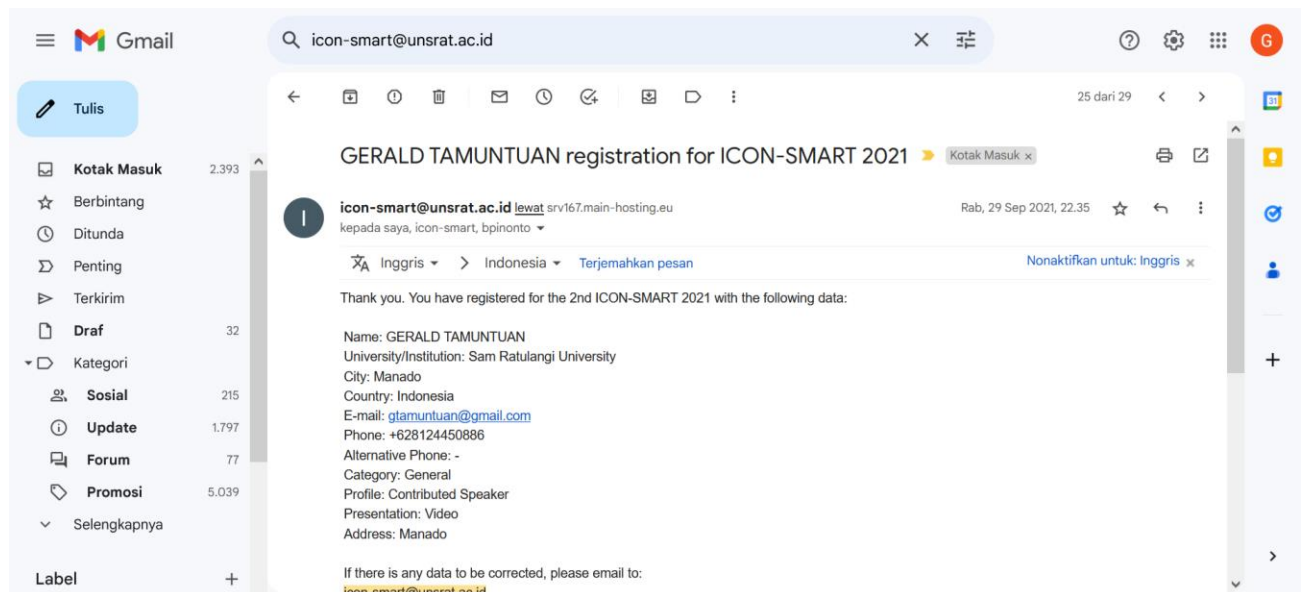 Gmail
icon-smart@unsrat.ac.id
G
Tulis
25 dari 29
31
Kotak Masuk 2.393
Berbintang
Ditunda
Penting
Terkirim
Draf 32
Kategori
Sosial 215
Update 1.797
Forum 77
Promosi 5.039
Selengkapnya
Label
GERALD TAMUNTUAN registration for ICON-SMART 2021 Kotak Masuk x
I
icon-smart@unsrat.ac.id lewat srv167.main-hosting.eu Rab, 29 Sep 2021, 22.35
kepada saya, icon-smart, bpinonto
Inggris > Indonesia Terjemahkan pesan Nonaktifkan untuk: Inggris x
Thank you. You have registered for the 2nd ICON-SMART 2021 with the following data:
Name: GERALD TAMUNTUAN
University/Institution: Sam Ratulangi University
City: Manado
Country: Indonesia
E-mail: gtamuntuan@gmail.com
Phone: +628124450886
Alternative Phone: -
Category: General
Profile: Contributed Speaker
Presentation: Video
Address: Manado
If there is any data to be corrected, please email to:
icon-smart@unsrat.ac.id